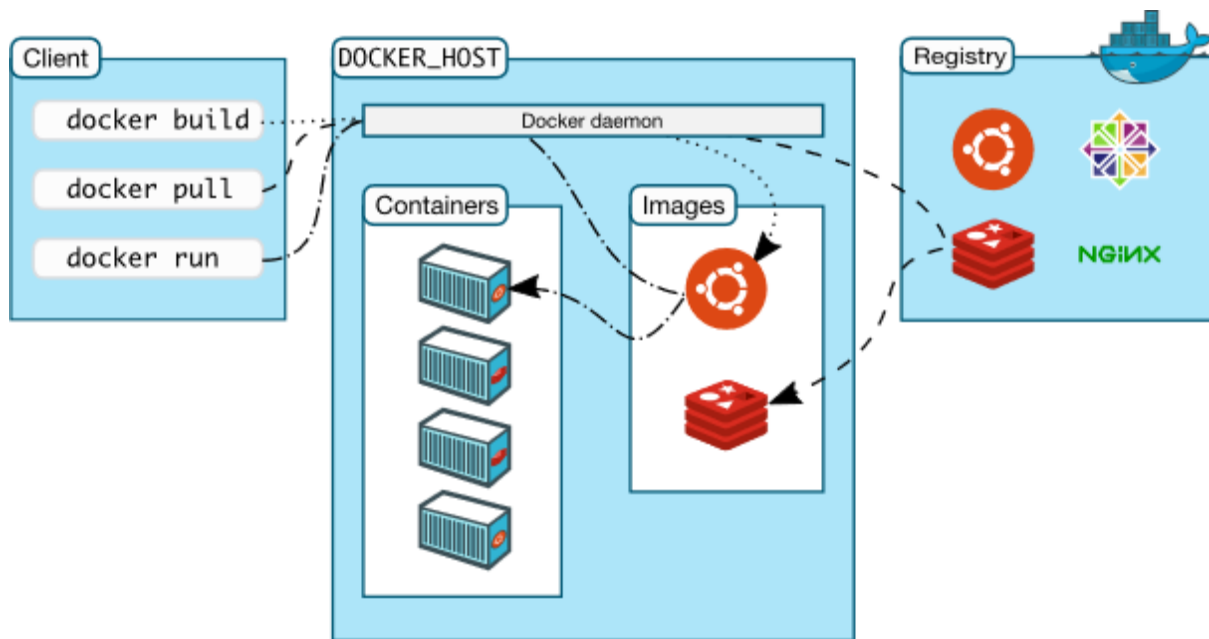 Client
docker build
docker pull
docker run
DOCKER_HOST
Docker daemon
Containers
Images
Registry
NGiNX